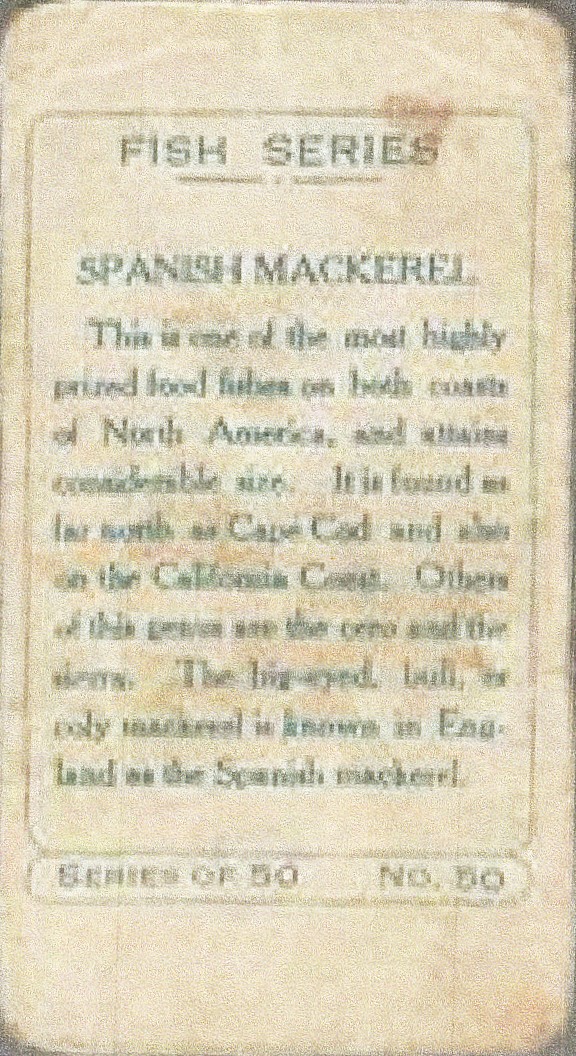 FISH SERIES
SPANISH MACKEREL.
This is one of the most highly
prized food fishes on both coasts
of North America, and attains
considerable size. It is found as
far north as Cape Cod and also
on the California Coast. Others
of this genus are the cero and the
sierra. The big-eyed, bull, or
coly mackerel is known in Eng-
land as the Spanish mackerel.
SERIES OF 50 NO. 50